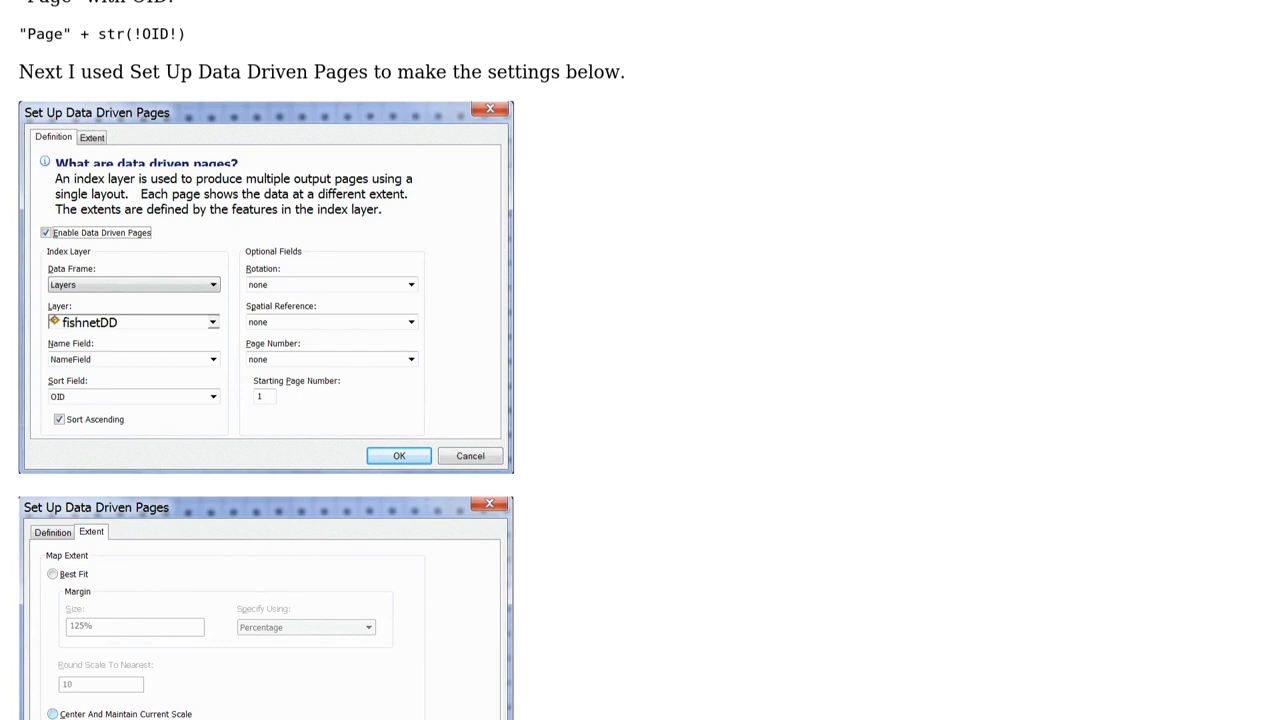 "Page" with OID.
"Page" + str(!OID!)
Next I used Set Up Data Driven Pages to make the settings below.
Set Up Data Driven Pages
Definition Extent
What are data driven pages?
An index layer is used to produce multiple output pages using a
single layout. Each page shows the data at a different extent.
The extents are defined by the features in the index layer.
Enable Data Driven Pages
Index Layer
Data Frame:
Layers
Layer:
fishnetDD
Name Field:
NameField
Sort Field:
OID
Sort Ascending
Optional Fields
Rotation:
none
Spatial Reference:
none
Page Number:
none
Starting Page Number:
1
OK Cancel
Set Up Data Driven Pages
Definition Extent
Map Extent
Best Fit
Margin
Size: Specify Using:
125% Percentage
Round Scale To Nearest:
10
Center And Maintain Current Scale